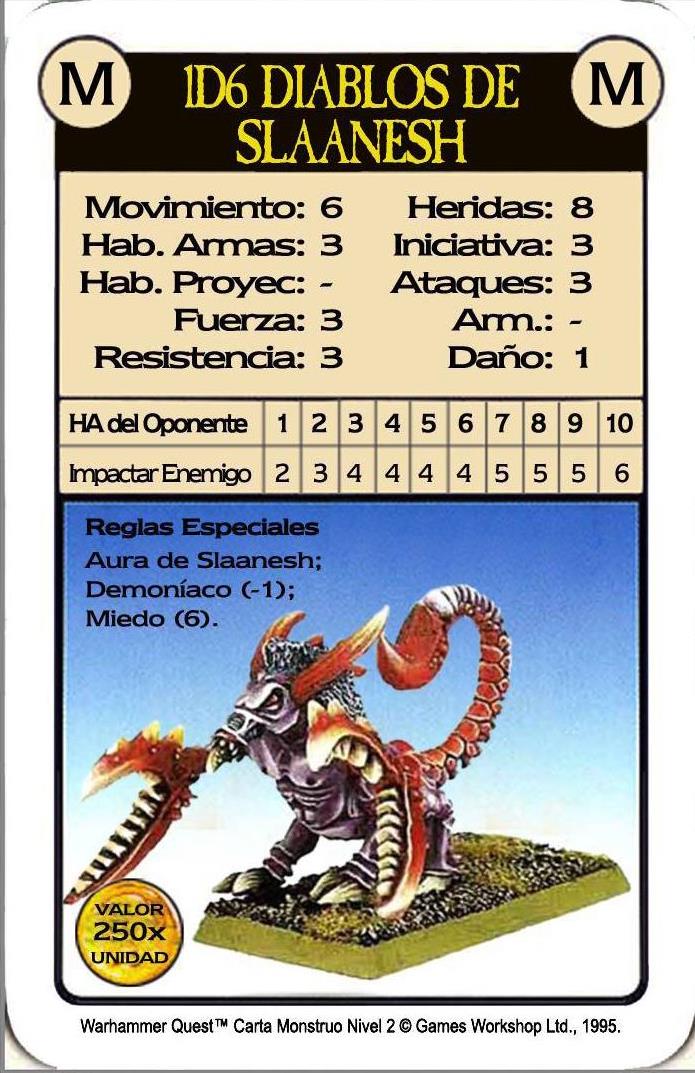 M
1D6 DIABLOS DE
SLAANESH
M
Movimiento: 6 Heridas: 8
Hab. Armas: 3 Iniciativa: 3
Hab. Proyec: - Ataques: 3
Fuerza: 3 Arm.: -
Resistencia: 3 Daño: 1
HA del Oponente 1 2 3 4 5 6 7 8 9 10
Impactar Enemigo 2 3 4 4 4 4 5 5 5 6
Reglas Especiales
Aura de Slaanesh;
Demoníaco (-1);
Miedo (6).
VALOR
250x
UNIDAD
Warhammer Quest™ Carta Monstruo Nivel 2 © Games Workshop Ltd., 1995.